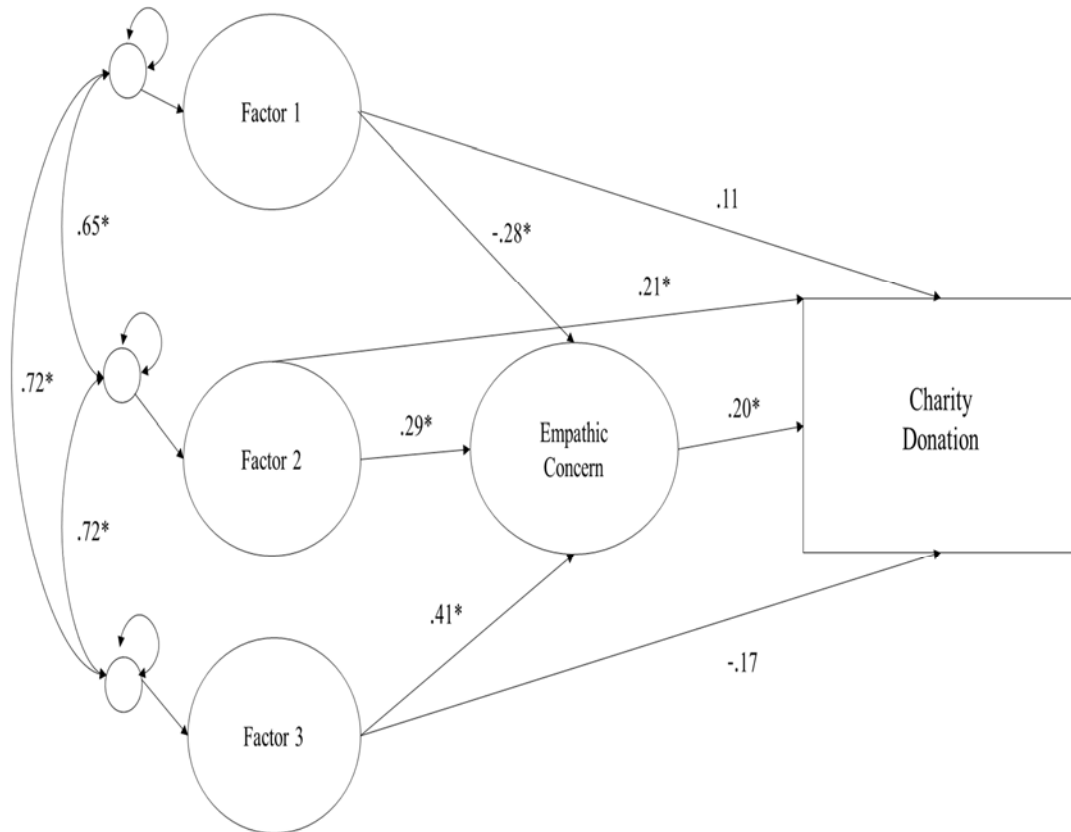 Factor 1
.11
.65*
-.28*
.21*
.72*
.29*
Empathic
Concern
.20*
Charity
Donation
Factor 2
.72*
.41*
-.17
Factor 3